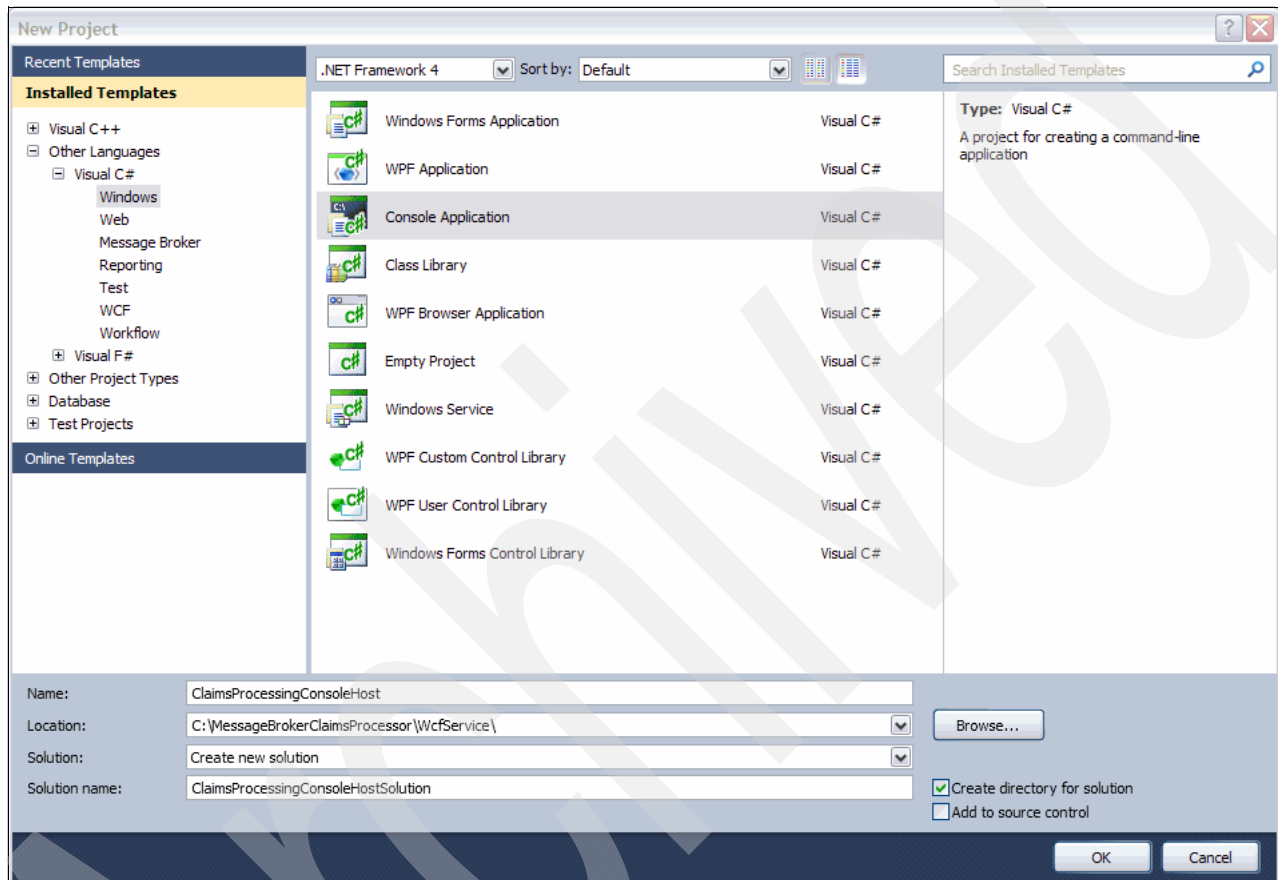 New Project
Recent Templates
Installed Templates
Visual C++
Other Languages
Visual C#
Windows
Web
Message Broker
Reporting
Test
WCF
Workflow
Visual F#
Other Project Types
Database
Test Projects
Online Templates
.NET Framework 4 Sort by: Default
Windows Forms Application Visual C#
WPF Application Visual C#
Console Application Visual C#
Class Library Visual C#
WPF Browser Application Visual C#
Empty Project Visual C#
Windows Service Visual C#
WPF Custom Control Library Visual C#
WPF User Control Library Visual C#
Windows Forms Control Library Visual C#
Search Installed Templates
Type: Visual C#
A project for creating a command-line
application
Name: ClaimsProcessingConsoleHost
Location: C:\MessageBrokerClaimsProcessor\WcfService\ Browse...
Solution: Create new solution
Solution name: ClaimsProcessingConsoleHostSolution
Create directory for solution
Add to source control
OK Cancel